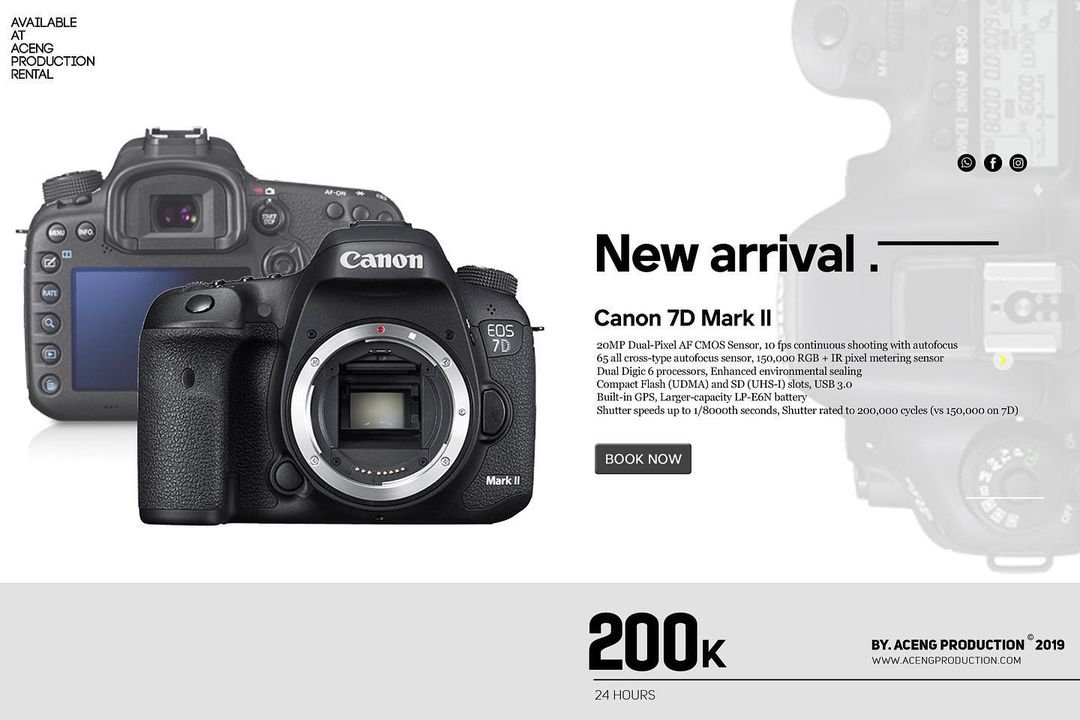 AVAILABLE
AT
ACENG
PRODUCTION
RENTAL
MENU
INFO.
RATE
START/
STOP
AF-ON
Canon
EOS
7D
Mark II
New arrival .
Canon 7D Mark II
20MP Dual-Pixel AF CMOS Sensor, 10 fps continuous shooting with autofocus
65 all cross-type autofocus sensor, 150,000 RGB + IR pixel metering sensor
Dual Digic 6 processors, Enhanced environmental sealing
Compact Flash (UDMA) and SD (UHS-I) slots, USB 3.0
Built-in GPS, Larger-capacity LP-E6N battery
Shutter speeds up to 1/8000th seconds, Shutter rated to 200,000 cycles (vs 150,000 on 7D)
BOOK NOW
200K
24 HOURS
BY. ACENG PRODUCTION © 2019
WWW.ACENGPRODUCTION.COM